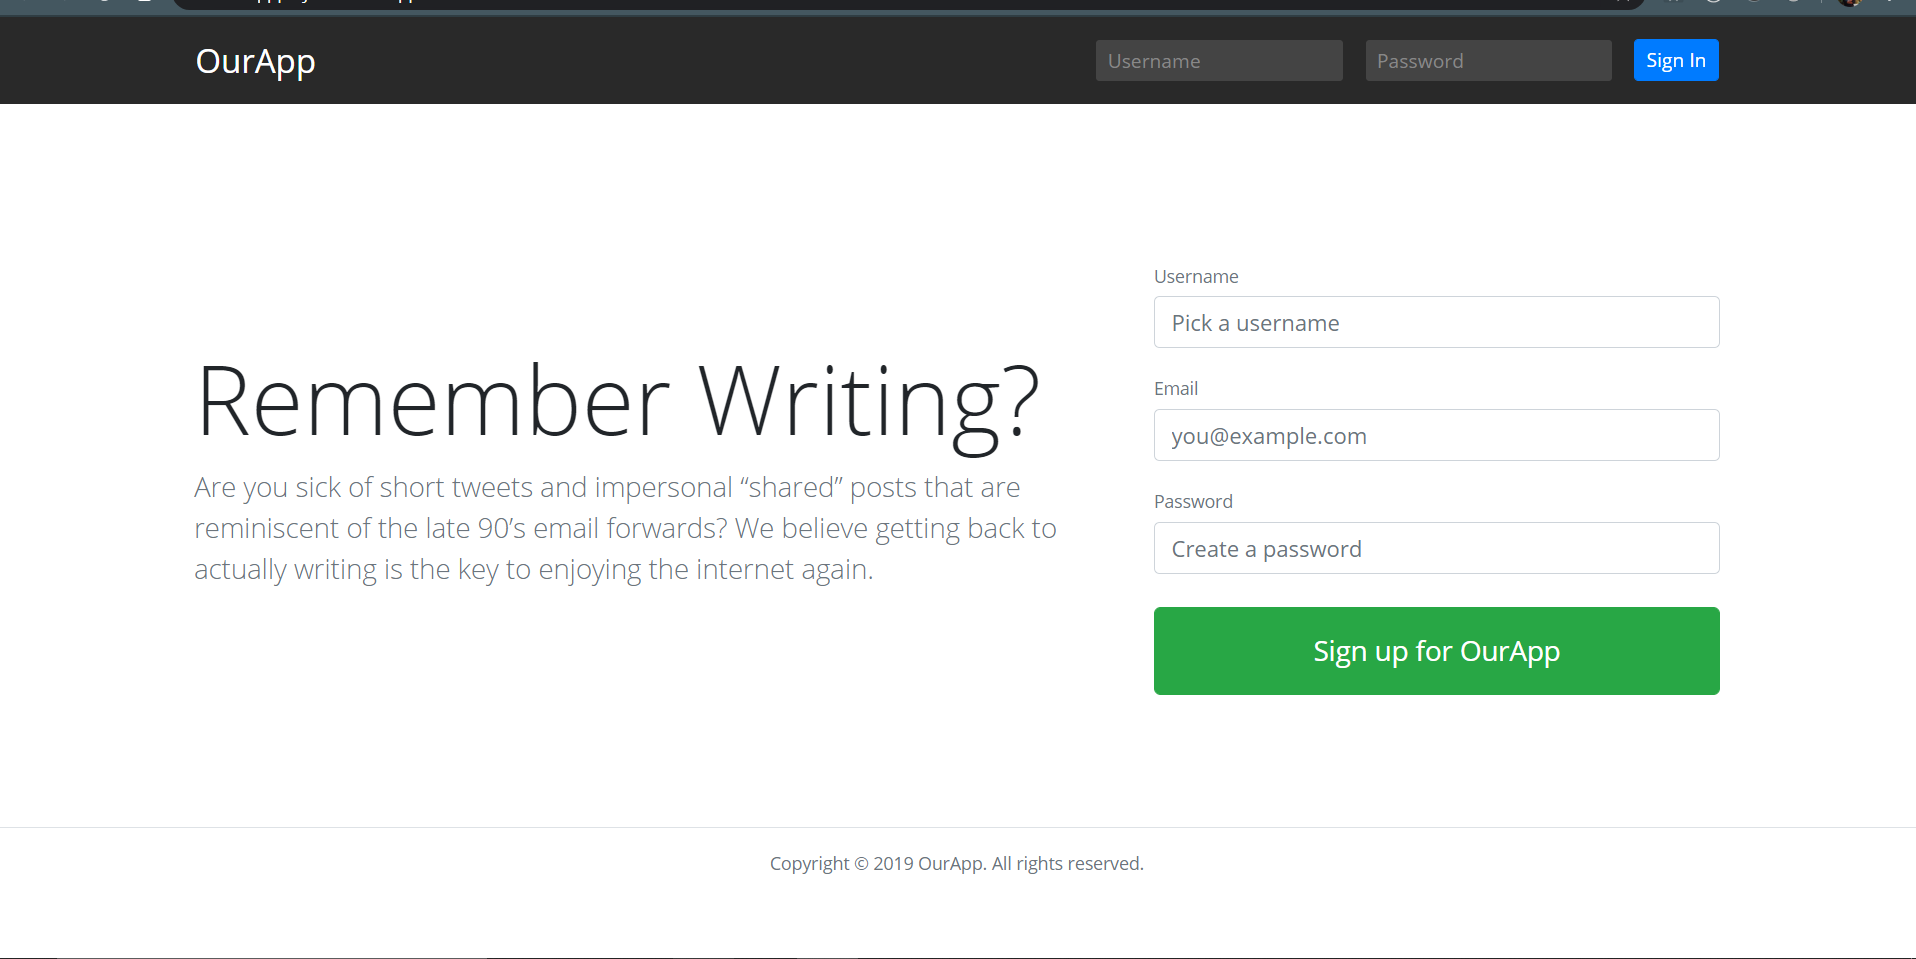 OurApp
Username
Password
Sign In
Remember Writing?
Are you sick of short tweets and impersonal “shared” posts that are
reminiscent of the late 90’s email forwards? We believe getting back to
actually writing is the key to enjoying the internet again.
Username
Pick a username
Email
you@example.com
Password
Create a password
Sign up for OurApp
Copyright © 2019 OurApp. All rights reserved.